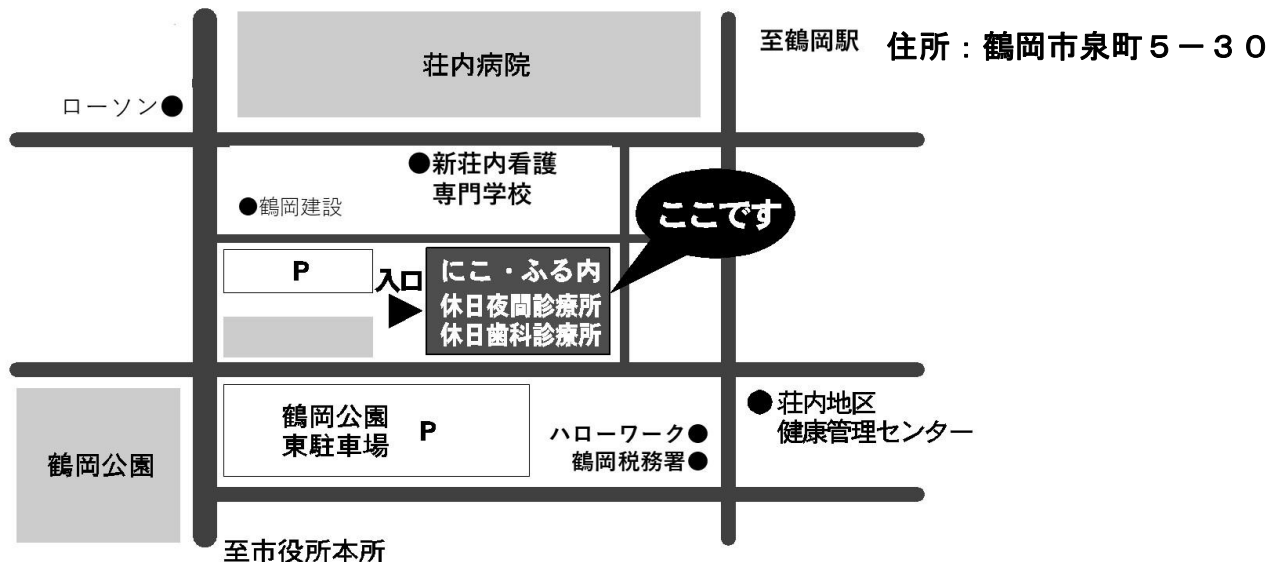 至鶴岡駅
住所：鶴岡市泉町５－３０
荘内病院
ローソン●
●新荘内看護
専門学校
●鶴岡建設
ここです
P
入口
にこ・ふる内
休日夜間診療所
休日歯科診療所
鶴岡公園
東駐車場
P
ハローワーク●
鶴岡税務署●
●荘内地区
健康管理センター
鶴岡公園
至市役所本所